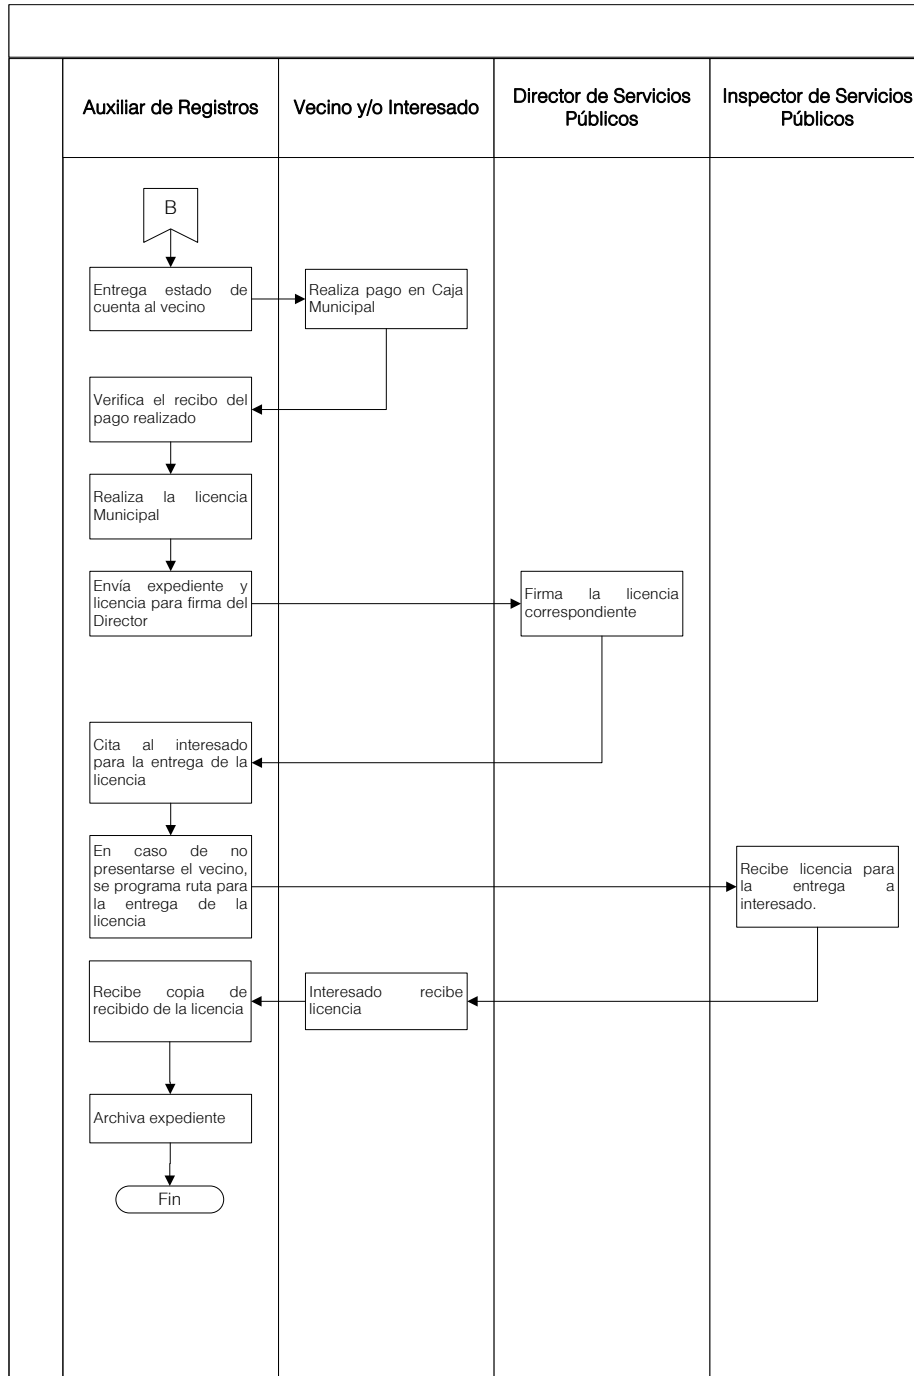 Auxiliar de Registros
Vecino y/o Interesado
Director de Servicios
Públicos
Inspector de Servicios
Públicos
B
Entrega estado de
cuenta al vecino
Realiza pago en Caja
Municipal
Verifica el recibo del
pago realizado
Realiza la licencia
Municipal
Envía expediente y
licencia para firma del
Director
Firma la licencia
correspondiente
Cita al interesado
para la entrega de la
licencia
En caso de no
presentarse el vecino,
se programa ruta para
la entrega de la
licencia
Recibe licencia para
la entrega a
interesado.
Interesado recibe
licencia
Recibe copia de
recibido de la licencia
Archiva expediente
Fin